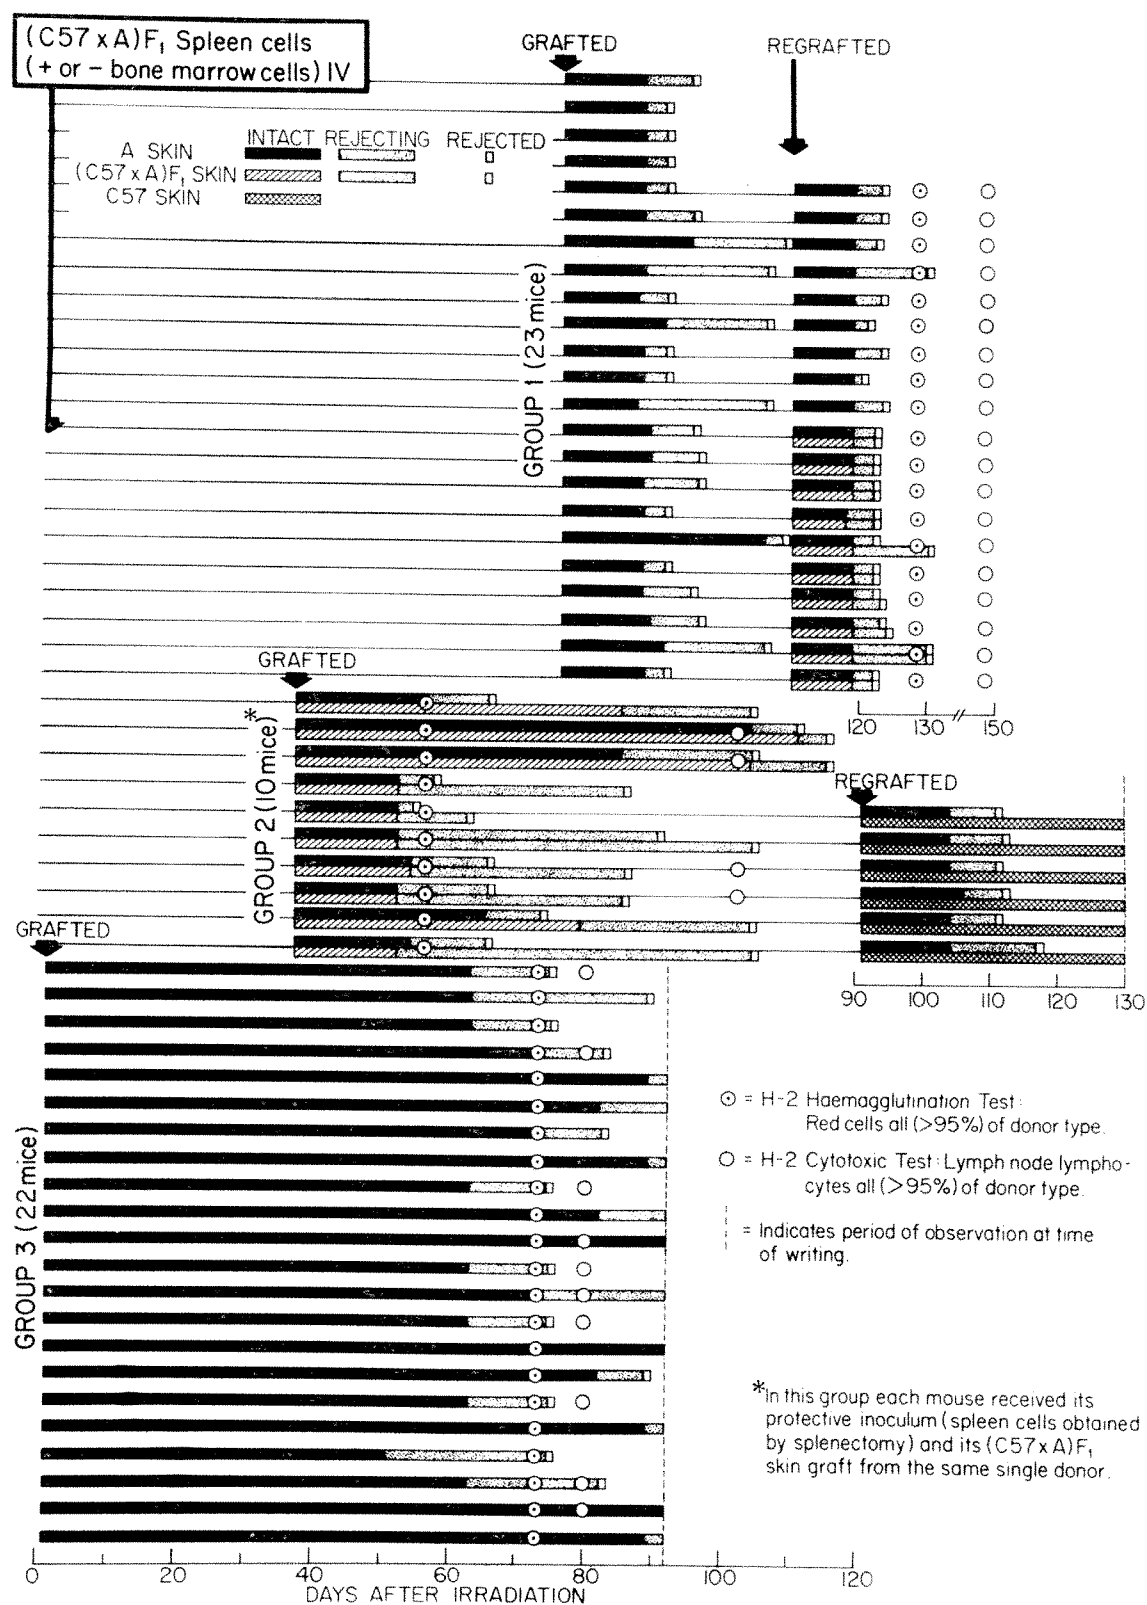 (C57 x A)F₁ Spleen cells
(+ or - bone marrow cells) IV
GRAFTED
REGRAFTED
INTACT REJECTING REJECTED
A SKIN
(C57 x A)F₁ SKIN
C57 SKIN
GROUP 1 (23 mice)
120 130 150
GRAFTED
GROUP 2 (10 mice)*
REGRAFTED
90 100 110 120 130
GRAFTED
GROUP 3 (22 mice)
⊙ = H-2 Haemagglutination Test:
Red cells all (>95%) of donor type.
○ = H-2 Cytotoxic Test: Lymph node lympho-
cytes all (>95%) of donor type.
= Indicates period of observation at time
of writing.
*In this group each mouse received its
protective inoculum (spleen cells obtained
by splenectomy) and its (C57 x A)F₁
skin graft from the same single donor.
0 20 40 60 80 100 120
DAYS AFTER IRRADIATION